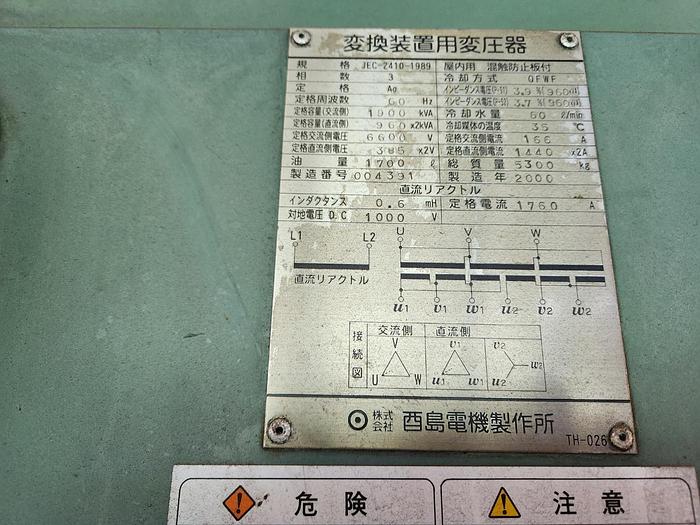 変換装置用変圧器
規格 JEC-2410-1989 屋内用 混触防止板付
相数 3 冷却方式 OFWF
定格 Ag インピーダンス電圧(P-S1) 3.9 %(960kVA)
定格周波数 60 Hz インピーダンス電圧(P-S2) 3.7 %(960kVA)
定格容量(交流側) 1900 kVA 冷却水量 60 ℓ/min
定格容量(直流側) 960 x2kVA 冷却媒体の温度 35 ℃
定格交流側電圧 6600 V 定格交流側電流 166 A
定格直流側電圧 385 x2V 定格直流側電流 1440 x2A
油量 1700 ℓ 総質量 5300 kg
製造番号 004391 製造年 2000
直流リアクトル
インダクタンス 0.6 mH 定格電流 1760 A
対地電圧 D.C 1000 V
L1 L2 U V W
直流リアクトル
u1 v1 w1 u2 v2 w2
接続図 交流側 直流側
V v1 v2
U W u1 w1 u2 w2
株式会社 酉島電機製作所
TH-026
危険 注意